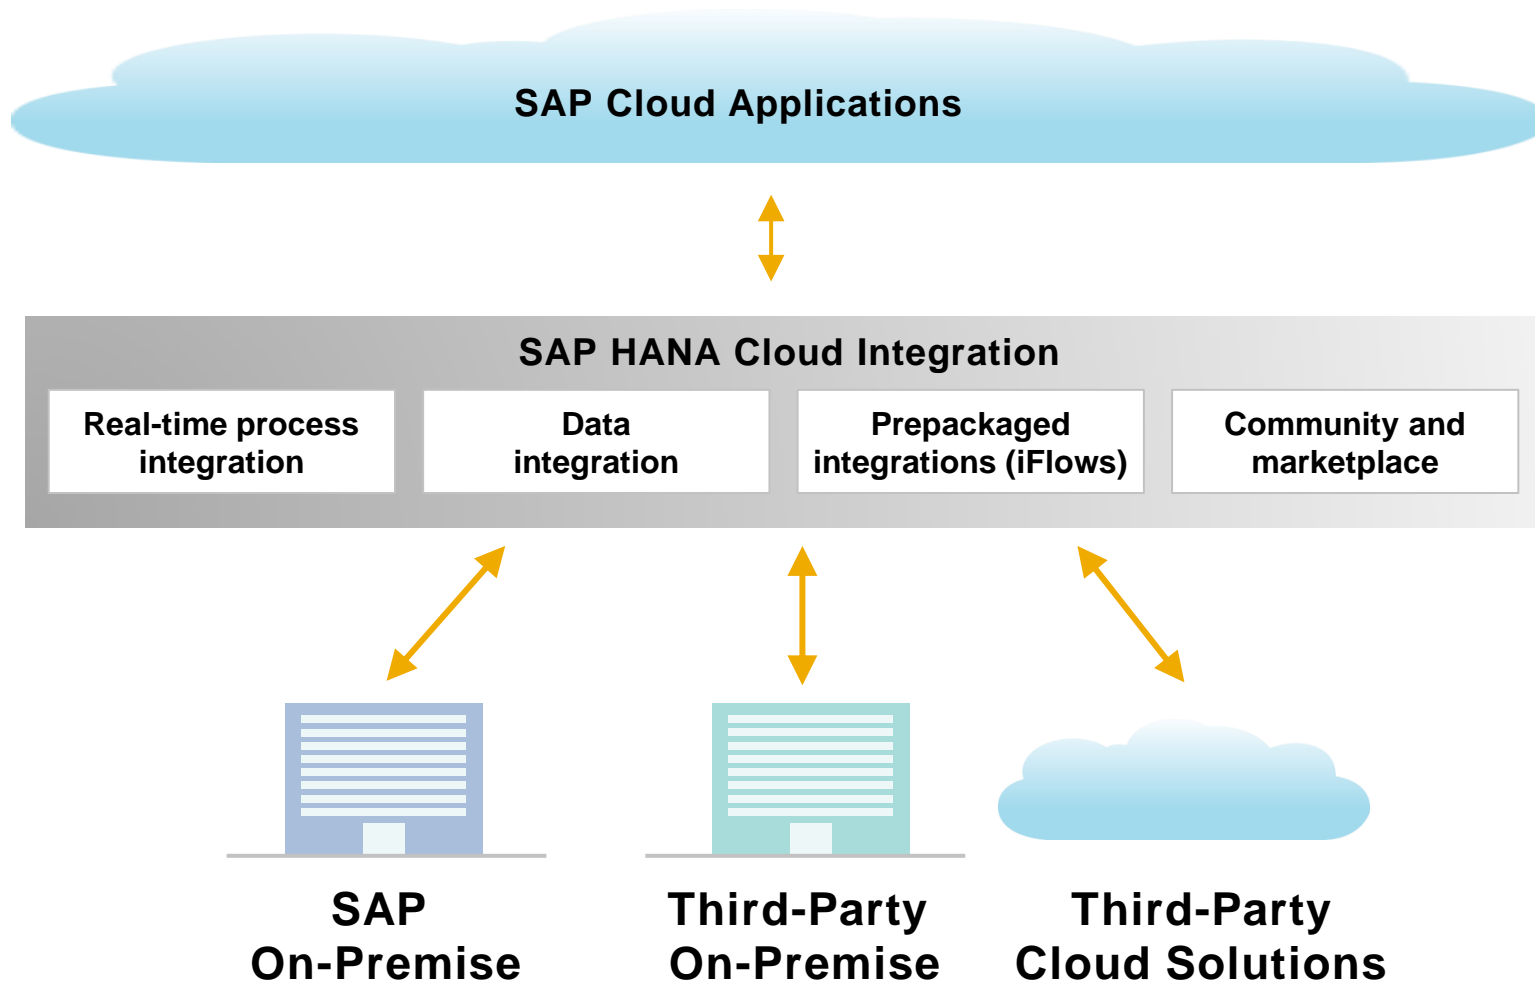 SAP Cloud Applications
SAP HANA Cloud Integration
Real-time process
integration
Data
integration
Prepackaged
integrations (iFlows)
Community and
marketplace
SAP
On-Premise
Third-Party
On-Premise
Third-Party
Cloud Solutions